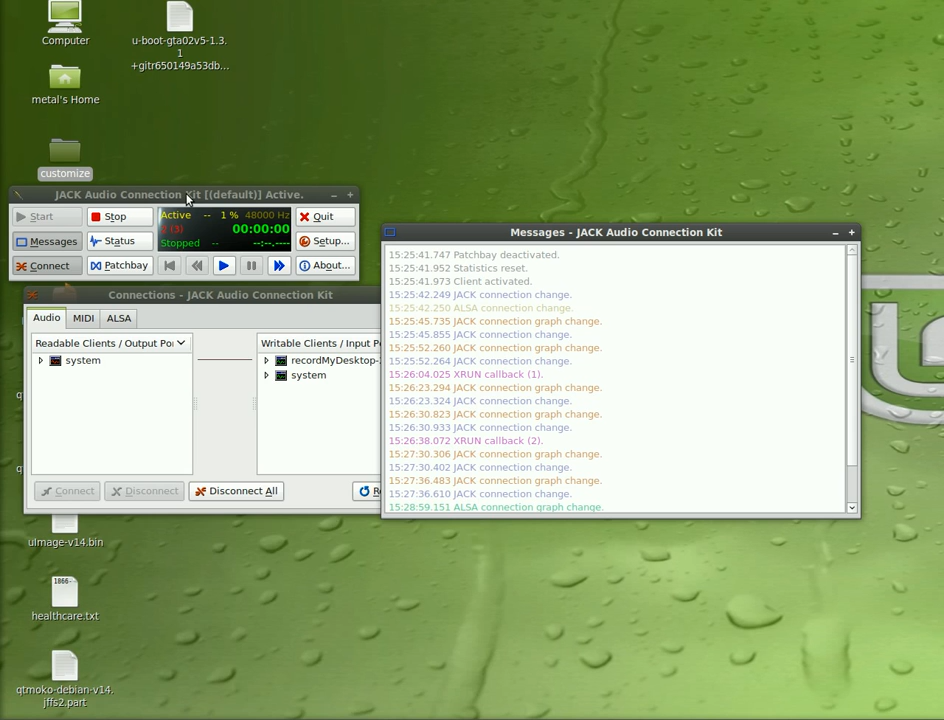 Computer
u-boot-gta02v5-1.3.
1
+gitr650149a53db...
metal's Home
customize
JACK Audio Connection Kit [(default)] Active.
Start
Stop
Active -- 1 % 48000 Hz
Quit
Messages
Status
(3) 00:00:00
Setup...
Connect
Patchbay
Stopped -- --:--.----
About...
Connections - JACK Audio Connection Kit
Audio
MIDI
ALSA
Readable Clients / Output Po
Writable Clients / Input P
system
recordMyDesktop-
system
Connect
Disconnect
Disconnect All
Messages - JACK Audio Connection Kit
15:25:41.747 Patchbay deactivated.
15:25:41.952 Statistics reset.
15:25:41.973 Client activated.
15:25:42.249 JACK connection change.
15:25:42.250 ALSA connection change.
15:25:45.735 JACK connection graph change.
15:25:45.855 JACK connection change.
15:25:52.260 JACK connection graph change.
15:25:52.264 JACK connection change.
15:26:04.025 XRUN callback (1).
15:26:23.294 JACK connection graph change.
15:26:23.324 JACK connection change.
15:26:30.823 JACK connection graph change.
15:26:30.933 JACK connection change.
15:26:38.072 XRUN callback (2).
15:27:30.306 JACK connection graph change.
15:27:30.402 JACK connection change.
15:27:36.483 JACK connection graph change.
15:27:36.610 JACK connection change.
15:28:59.151 ALSA connection graph change.
uImage-v14.bin
1866-
healthcare.txt
qtmoko-debian-v14.
jffs2.part